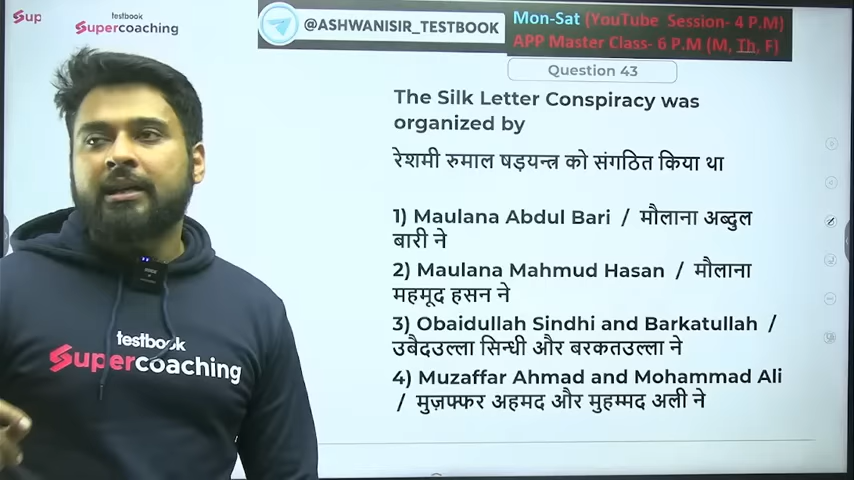 Sup
testbook
Supercoaching
@ASHWANISIR_TESTBOOK
Mon-Sat (YouTube Session- 4 P.M)
APP Master Class- 6 P.M (M, Th, F)
Question 43
The Silk Letter Conspiracy was
organized by
रेशमी रुमाल षड़यन्त्र को संगठित किया था
1) Maulana Abdul Bari / मौलाना अब्दुल
बारी ने
2) Maulana Mahmud Hasan / मौलाना
महमूद हसन ने
3) Obaidullah Sindhi and Barkatullah /
उबैदउल्ला सिन्धी और बरकतउल्ला ने
4) Muzaffar Ahmad and Mohammad Ali
/ मुज़फ्फर अहमद और मुहम्मद अली ने
testbook
Supercoaching